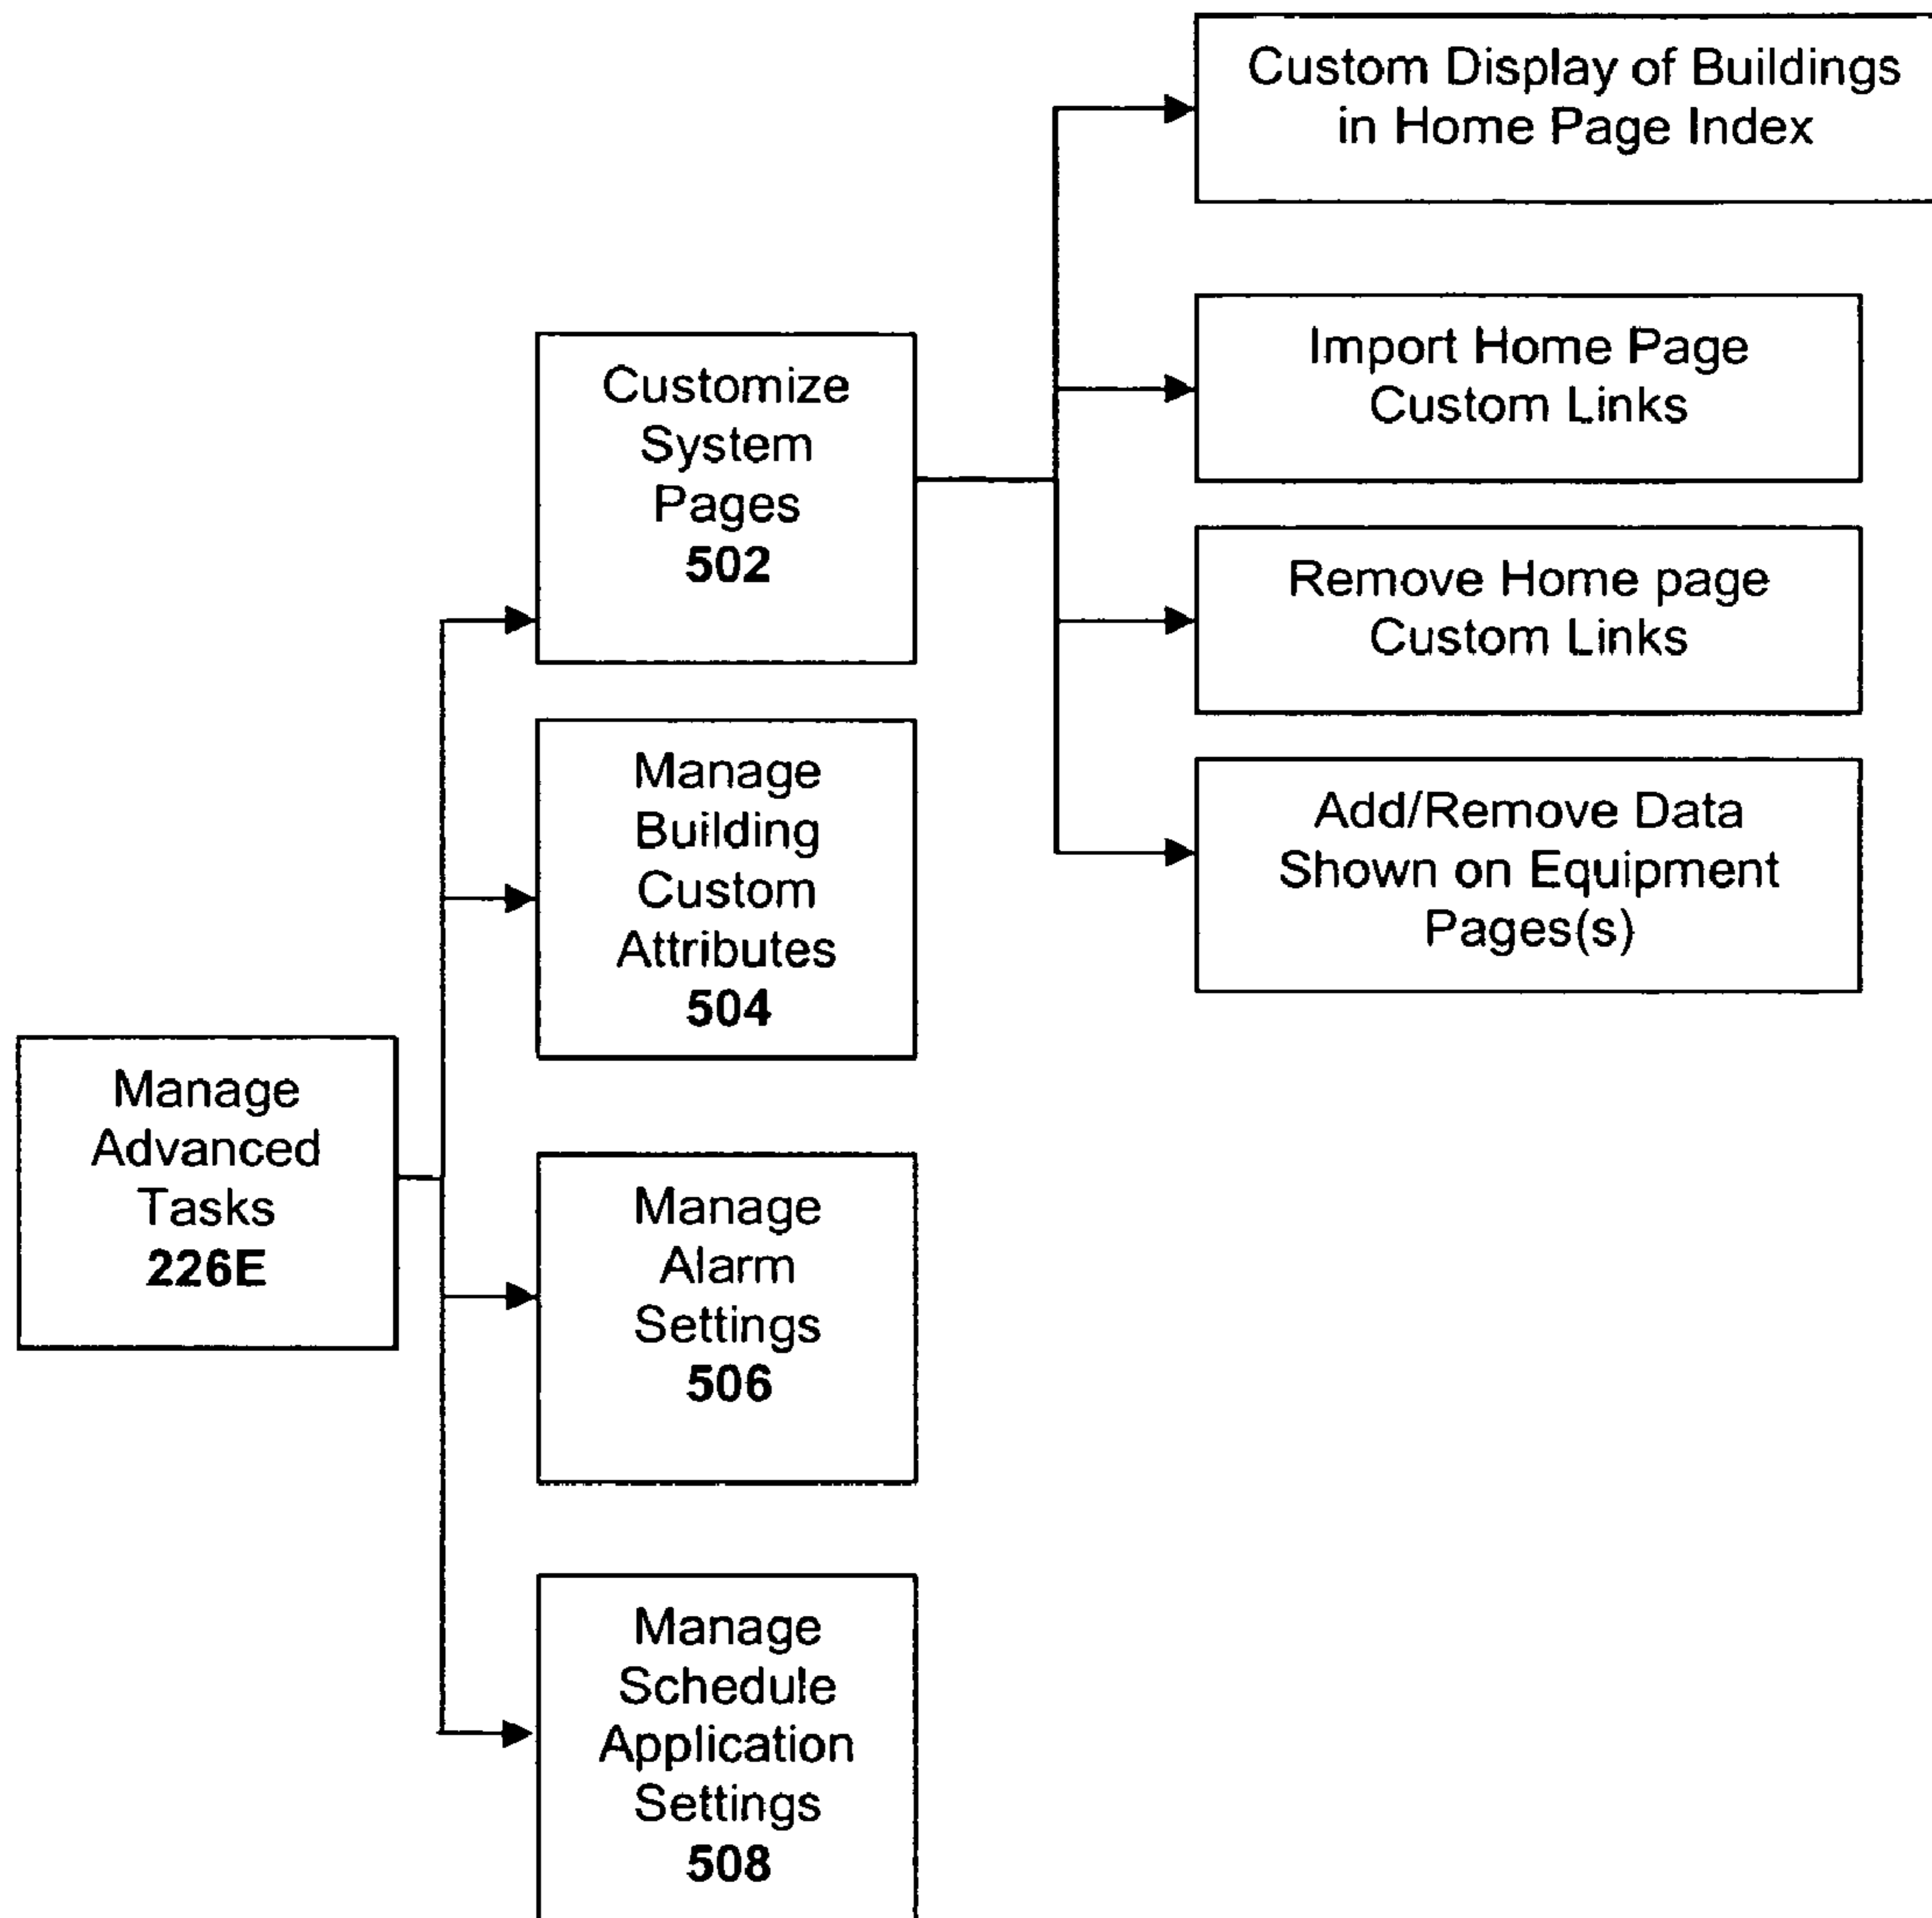 Custom Display of Buildings
in Home Page Index
Import Home Page
Custom Links
Remove Home page
Custom Links
Add/Remove Data
Shown on Equipment
Pages(s)
Customize
System
Pages
502
Manage
Building
Custom
Attributes
504
Manage
Advanced
Tasks
226E
Manage
Alarm
Settings
506
Manage
Schedule
Application
Settings
508